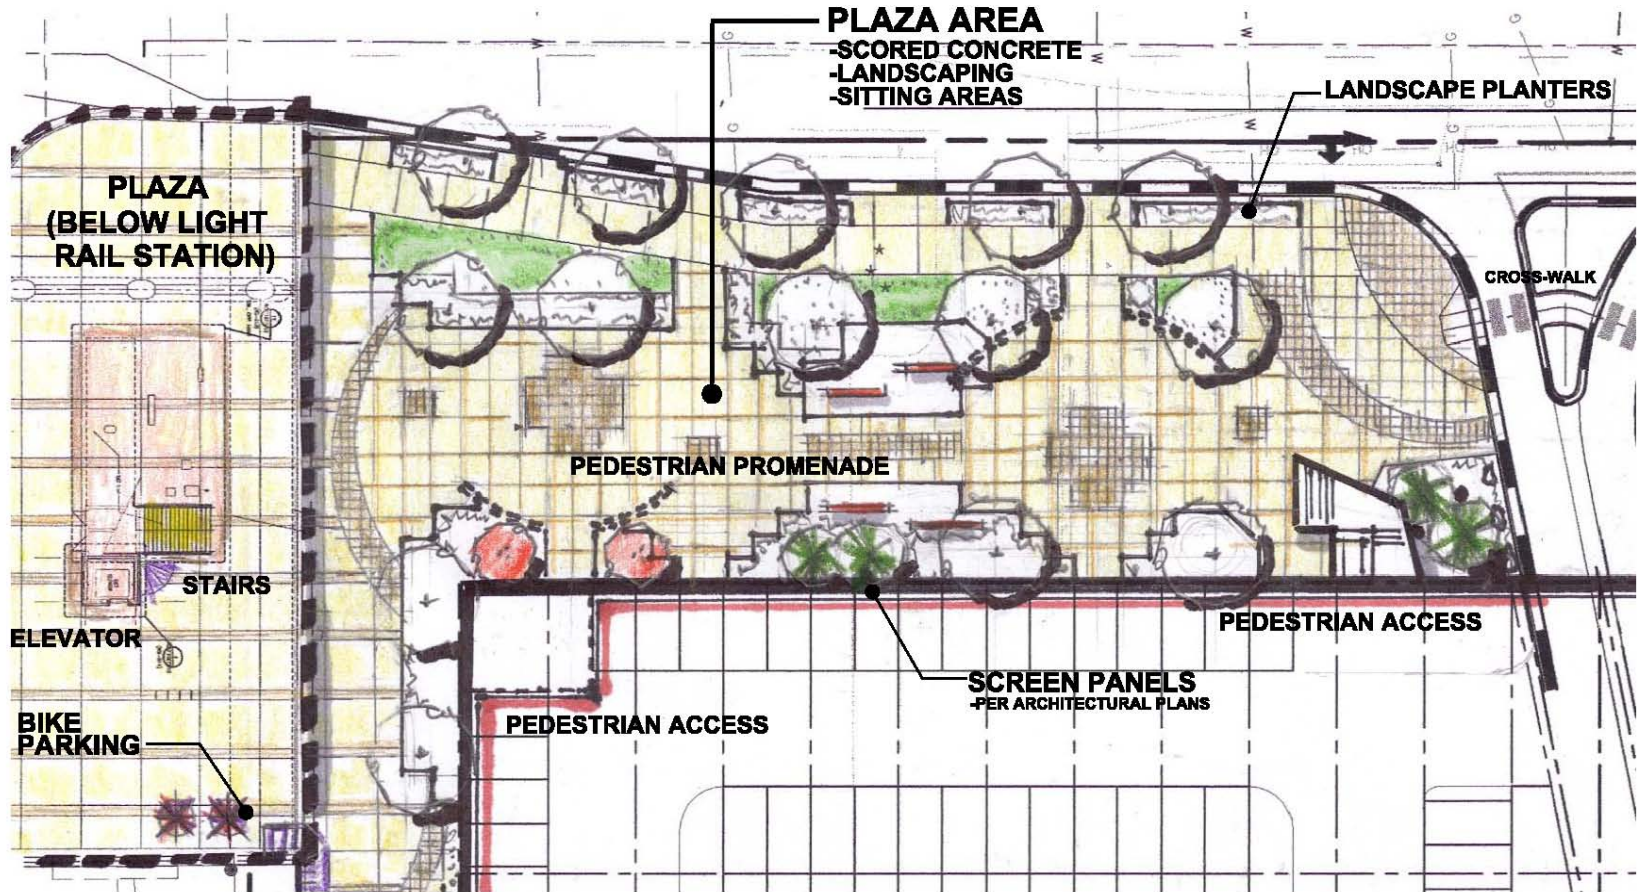 PLAZA AREA
-SCORED CONCRETE
-LANDSCAPING
-SITTING AREAS
LANDSCAPE PLANTERS
PLAZA
(BELOW LIGHT
RAIL STATION)
CROSS-WALK
PEDESTRIAN PROMENADE
STAIRS
ELEVATOR
PEDESTRIAN ACCESS
SCREEN PANELS
-PER ARCHITECTURAL PLANS
PEDESTRIAN ACCESS
BIKE
PARKING
W
G
W
G
W
G
W
G
W
G
W
G